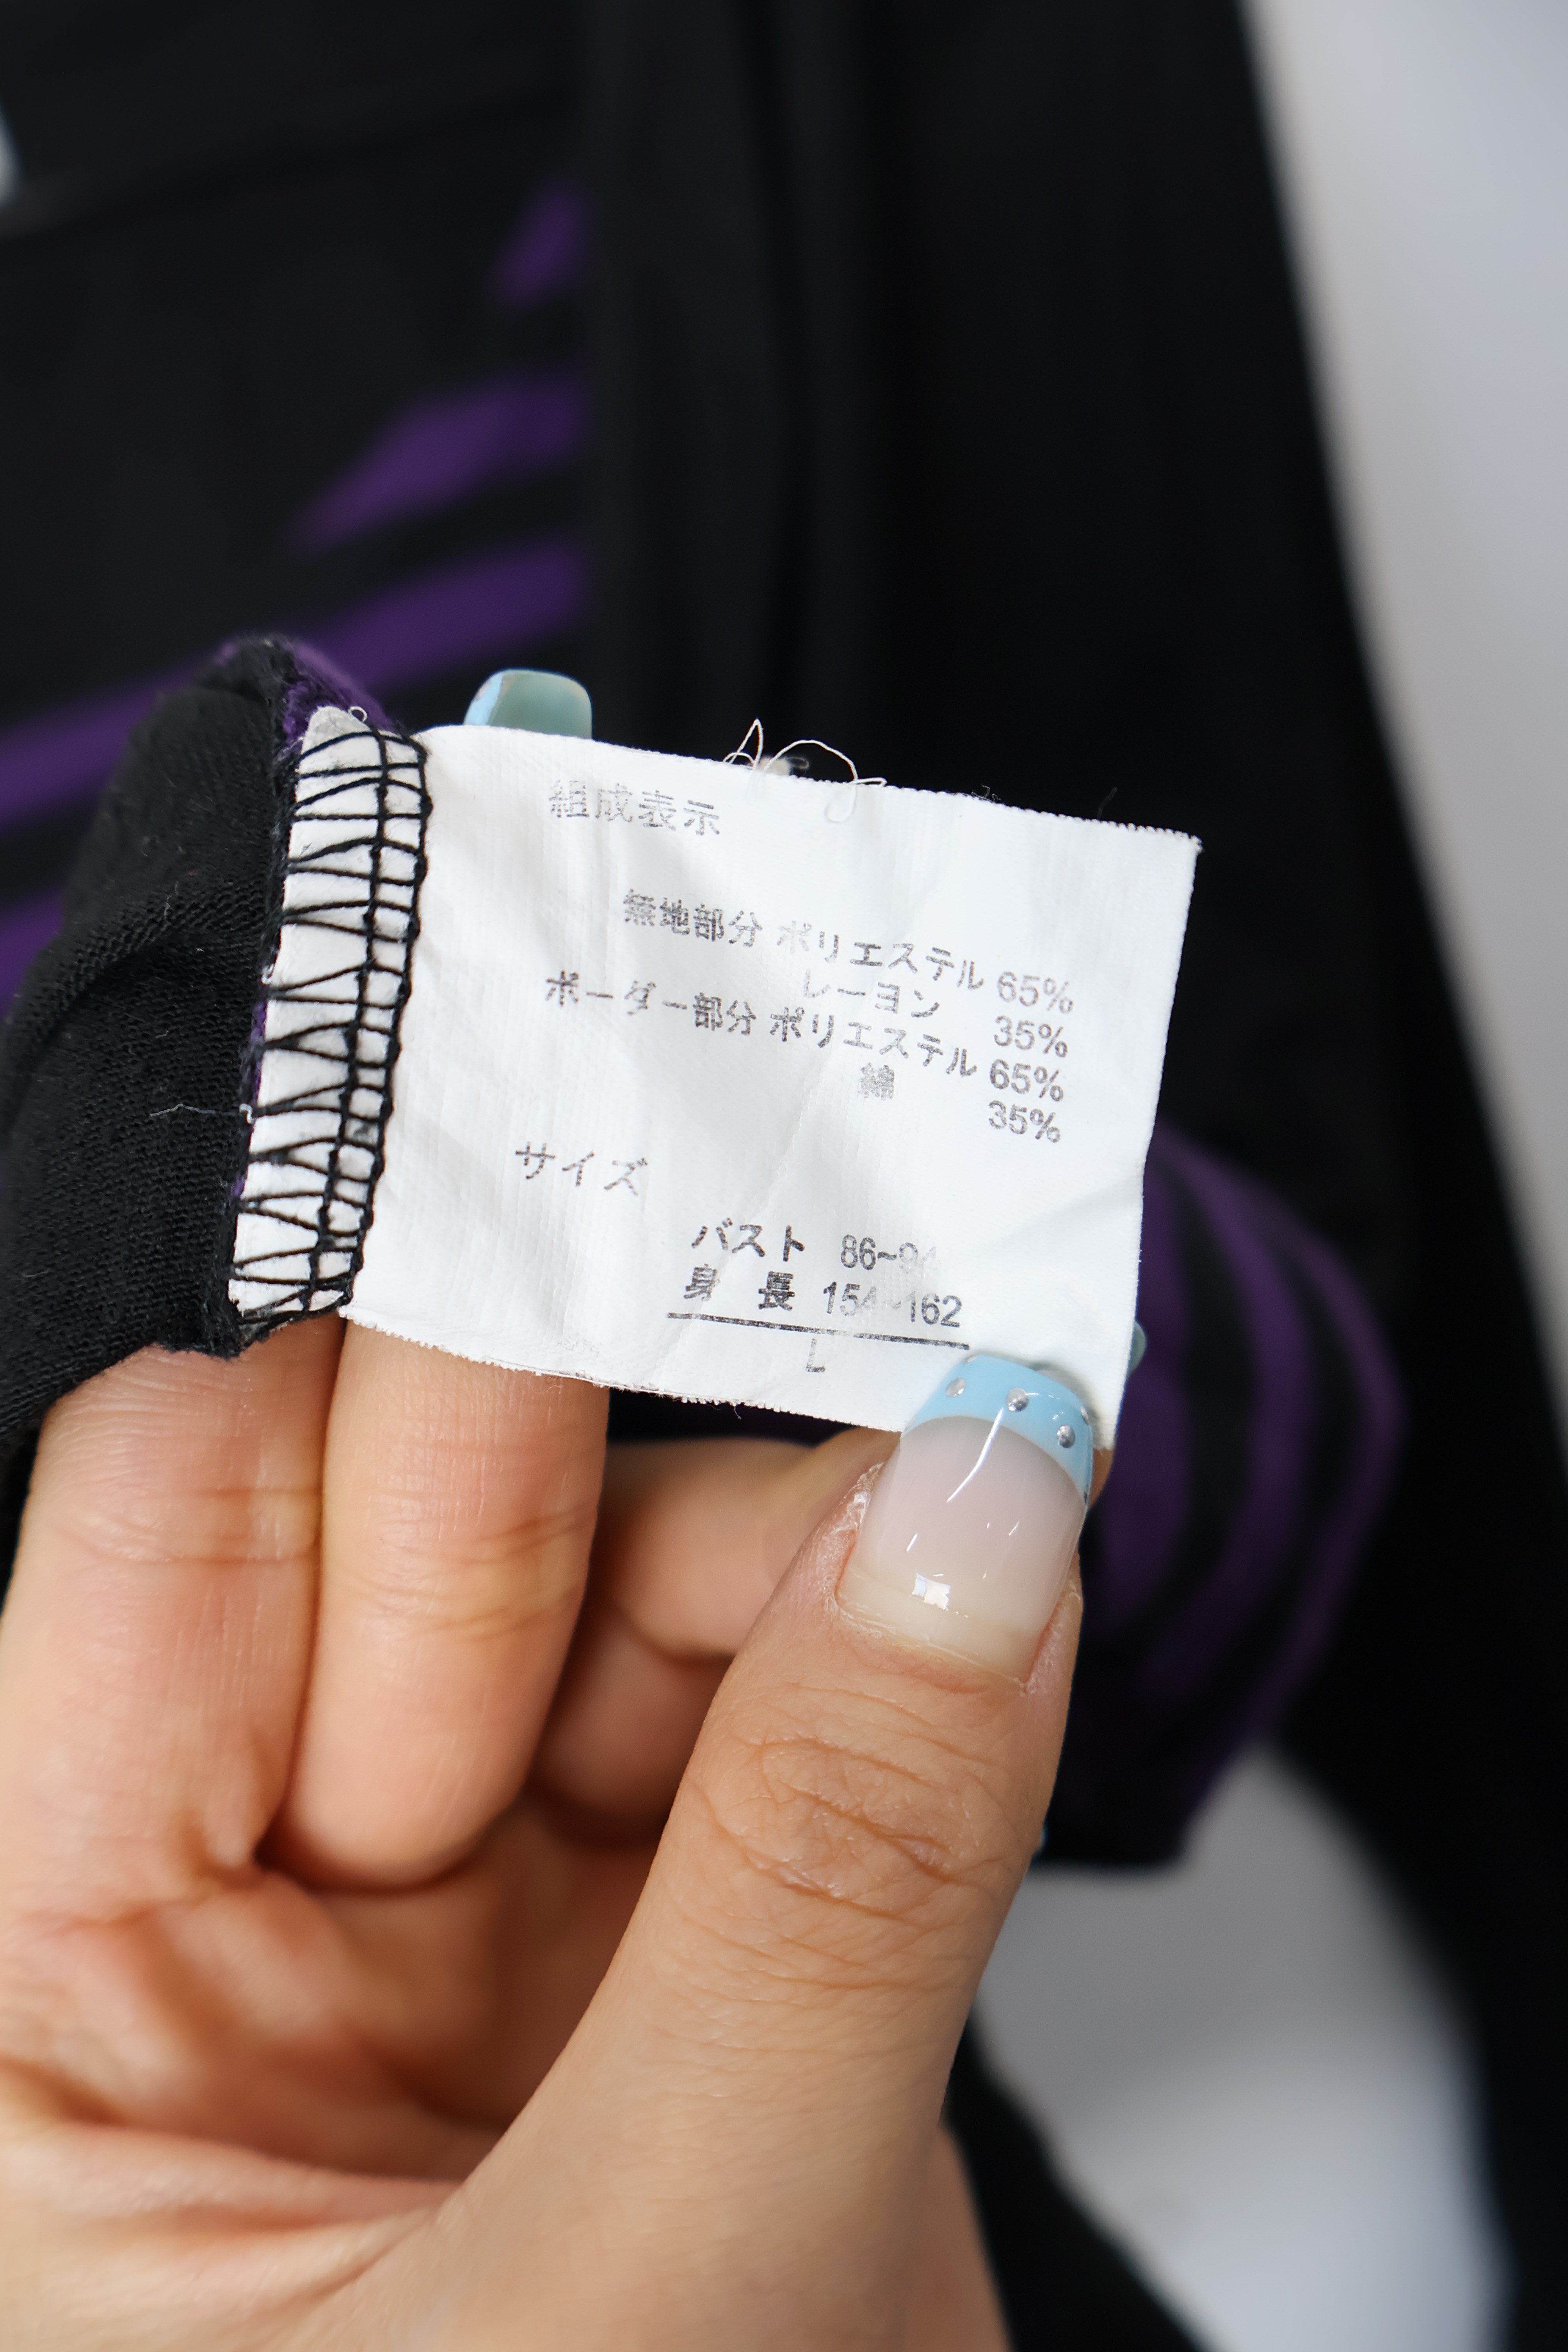 組成表示
無地部分 ポリエステル 65%
レーヨン 35%
ボーダー部分 ポリエステル 65%
綿 35%
サイズ
バスト 86~94
身長 154~162
L